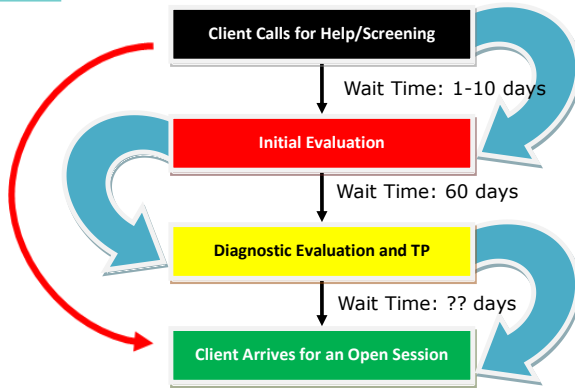 Client Calls for Help/Screening
Wait Time: 1-10 days
Initial Evaluation
Wait Time: 60 days
Diagnostic Evaluation and TP
Wait Time: ?? days
Client Arrives for an Open Session